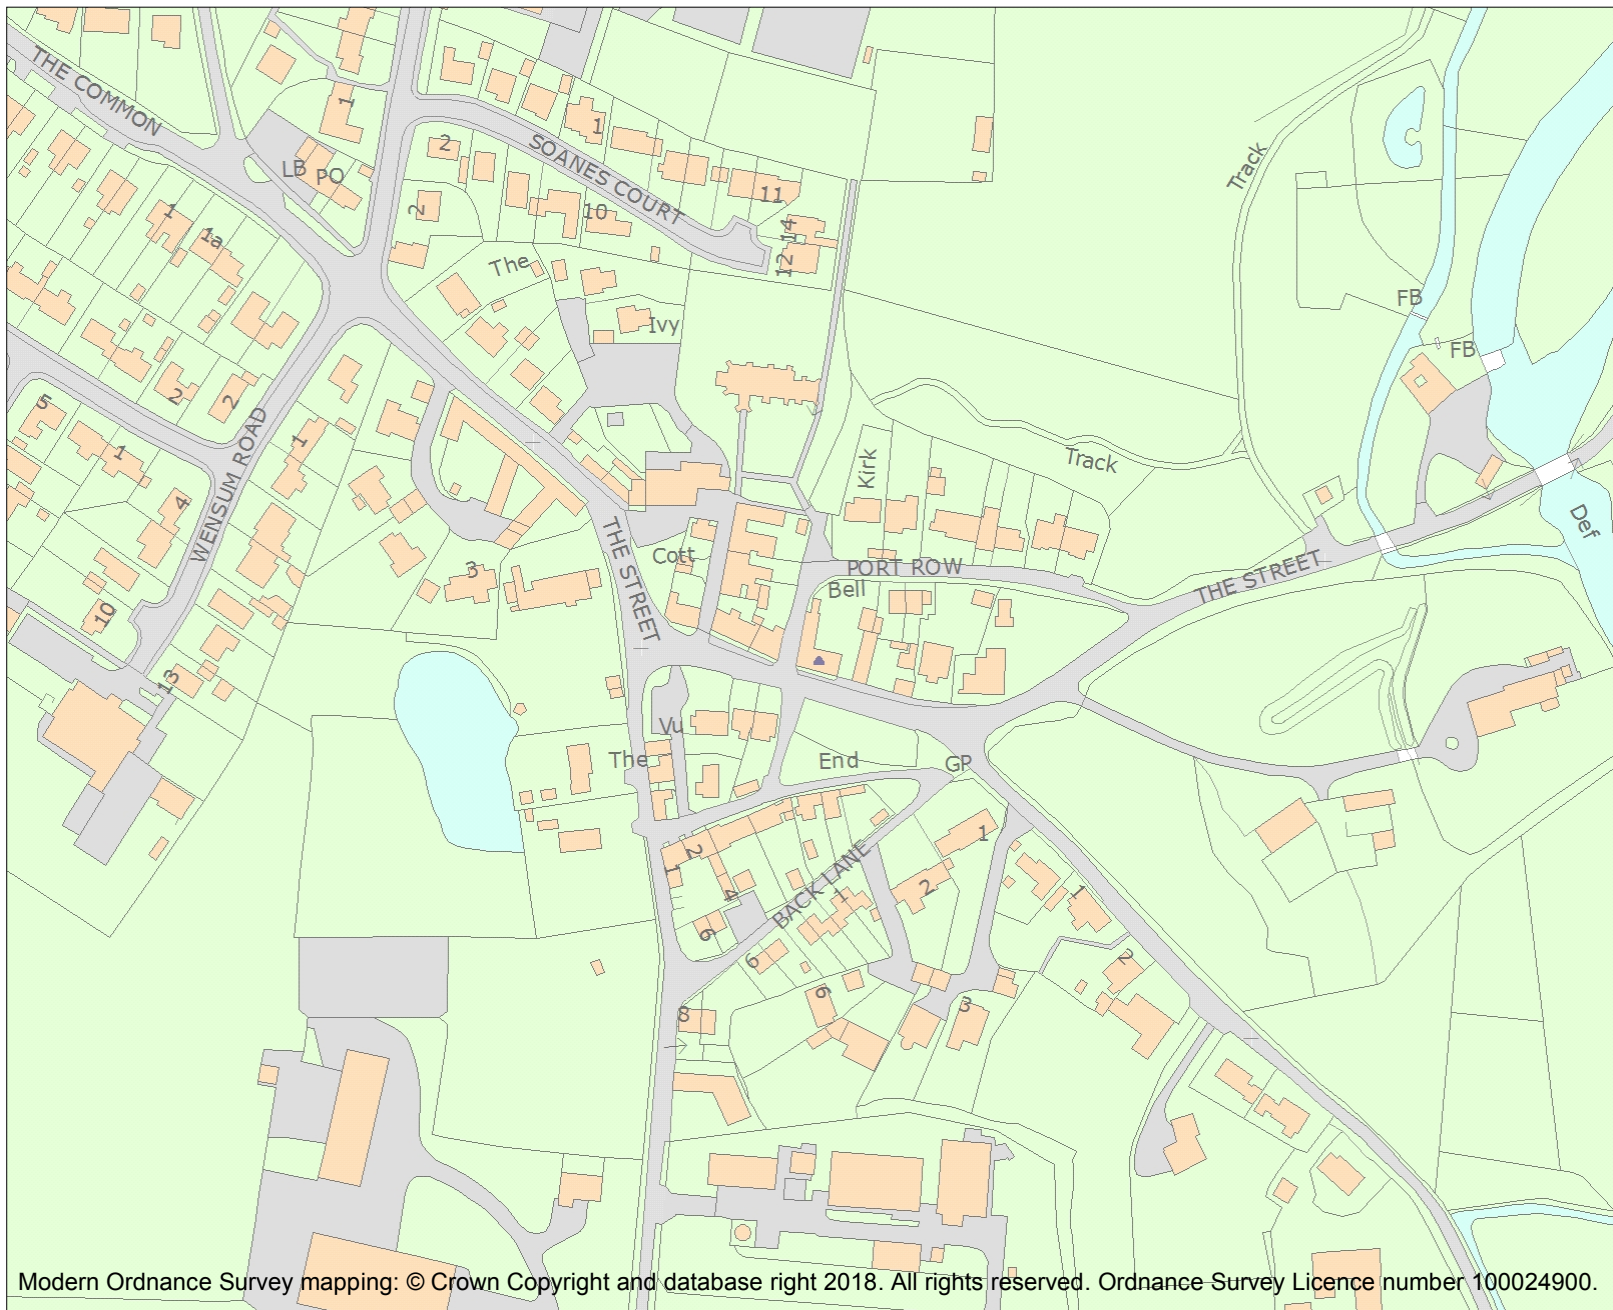 THE COMMON
1
LB PO
2
SOANES COURT
1
11
2
10
14
12
1
1a
The
Ivy
Track
FB
FB
5
2
2
1
1
4
WENSUM ROAD
Kirk
Track
THE STREET
Cott
3
PORT ROW
Bell
THE STREET
Def
10
13
Vu
The
End
GP
1
2
1
4
2
1
BACK LANE
1
6
6
2
6
3
8
Modern Ordnance Survey mapping: © Crown Copyright and database right 2018. All rights reserved. Ordnance Survey Licence number 100024900.